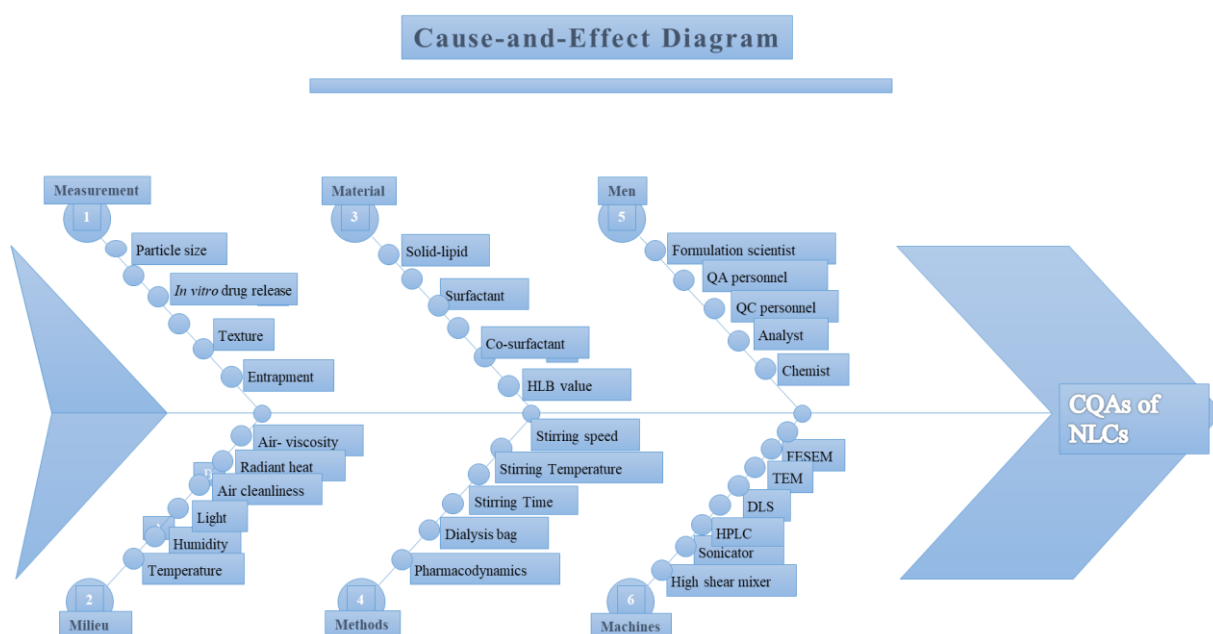 Cause-and-Effect Diagram
Measurement
1
Particle size
In vitro drug release
Texture
Entrapment
Material
3
Solid-lipid
Surfactant
Co-surfactant
HLB value
Men
5
Formulation scientist
QA personnel
QC personnel
Analyst
Chemist
CQAs of
NLCs
Air- viscosity
Radiant heat
Air cleanliness
Light
Humidity
Temperature
2
Milieu
Stirring speed
Stirring Temperature
Stirring Time
Dialysis bag
Pharmacodynamics
4
Methods
FESEM
TEM
DLS
HPLC
Sonicator
High shear mixer
6
Machines